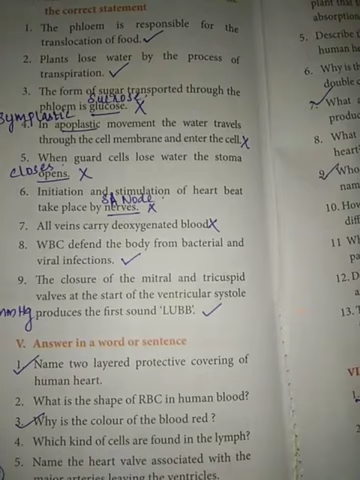 the correct statement
1. The phloem is responsible for the
translocation of food.
2. Plants lose water by the process of
transpiration.
3. The form of sugar transported through the
sucrose
phloem is glucose. X
symplastic
4. In apoplastic movement the water travels
through the cell membrane and enter the cell. X
5. When guard cells lose water the stoma
closes
opens. X
6. Initiation and stimulation of heart beat
SA Node
take place by nerves. X
7. All veins carry deoxygenated blood X
8. WBC defend the body from bacterial and
viral infections.
9. The closure of the mitral and tricuspid
valves at the start of the ventricular systole
mmHg
produces the first sound 'LUBB'.
V. Answer in a word or sentence
1. Name two layered protective covering of
human heart.
2. What is the shape of RBC in human blood?
3. Why is the colour of the blood red ?
4. Which kind of cells are found in the lymph?
5. Name the heart valve associated with the
major arteries leaving the ventricles.
plant that
absorption
5. Describe
human he
6. Why is th
double c
7. What
produc
8. What
heart
9. Who
name
10. How
diff
11 Wh
pa
12. D
a
13.
VI
1.